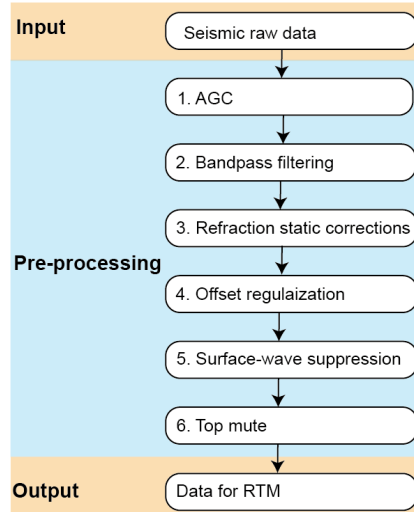 Input
Seismic raw data
Pre-processing
1. AGC
2. Bandpass filtering
3. Refraction static corrections
4. Offset regulaization
5. Surface-wave suppression
6. Top mute
Output
Data for RTM